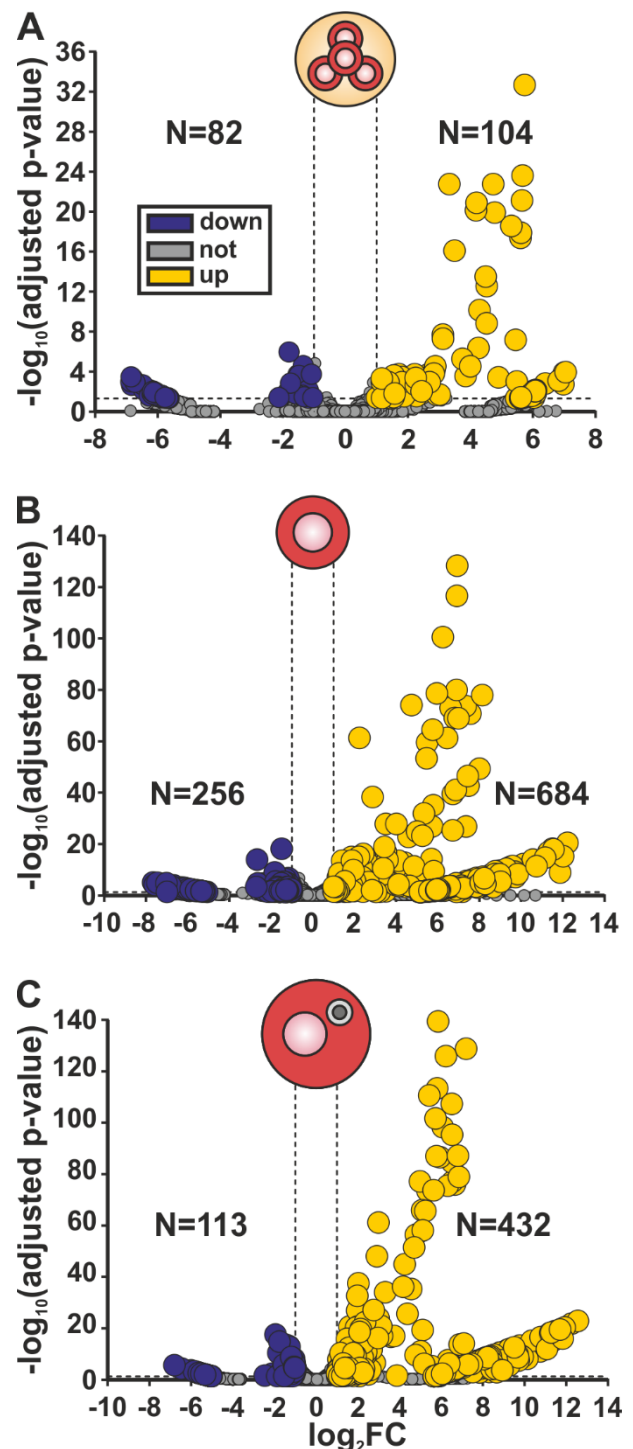 A
-log₁₀(adjusted p-value)
36
32
28
24
20
16
12
8
4
0
N=82
N=104
down
not
up
-8 -6 -4 -2 0 2 4 6 8
B
-log₁₀(adjusted p-value)
140
120
100
80
60
40
20
0
N=256
N=684
-10 -8 -6 -4 -2 0 2 4 6 8 10 12 14
C
-log₁₀(adjusted p-value)
140
120
100
80
60
40
20
0
N=113
N=432
-10 -8 -6 -4 -2 0 2 4 6 8 10 12 14
log₂FC